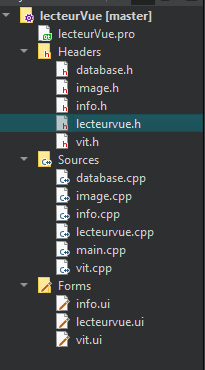 lecteurVue [master]
lecteurVue.pro
Headers
database.h
image.h
info.h
lecteurvue.h
vit.h
Sources
database.cpp
image.cpp
info.cpp
lecteurvue.cpp
main.cpp
vit.cpp
Forms
info.ui
lecteurvue.ui
vit.ui